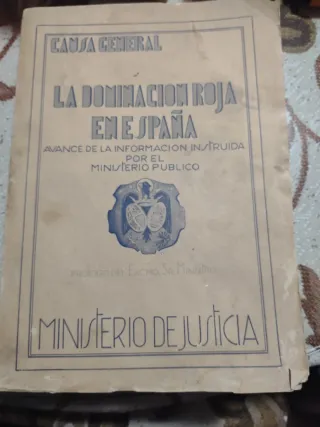 CAUSA GENERAL
LA DOMINACION ROJA
EN ESPAÑA
AVANCE DE LA INFORMACION INSTRUIDA
POR EL
MINISTERIO PUBLICO
MINISTERIO DE JUSTICIA